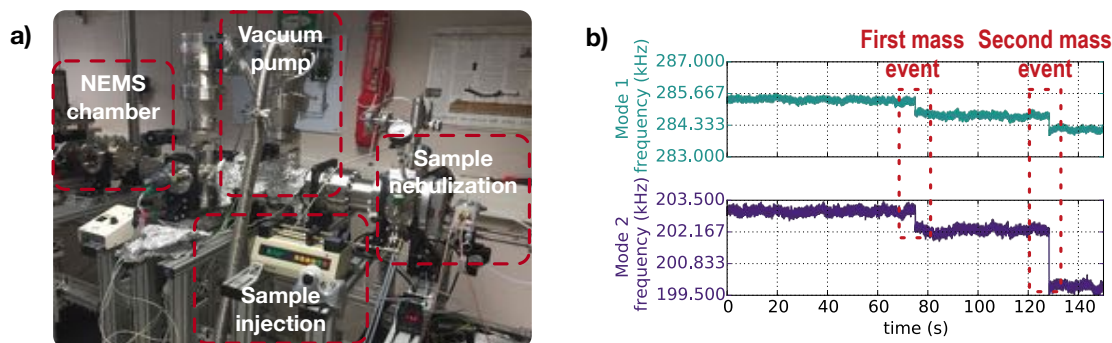 a)
Vacuum
pump
NEMS
chamber
Sample
nebulization
Sample
injection
b)
First mass
event
Second mass
event
Mode 1
frequency (kHz)
287.000
285.667
284.333
283.000
Mode 2
frequency (kHz)
203.500
202.167
200.833
199.500
0
20
40
60
80
100
120
140
time (s)